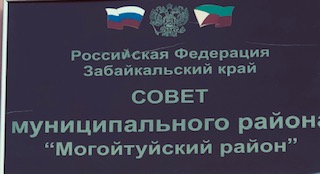 Российская Федерация
Забайкальский край
СОВЕТ
муниципального района
“Могойтуйский район”